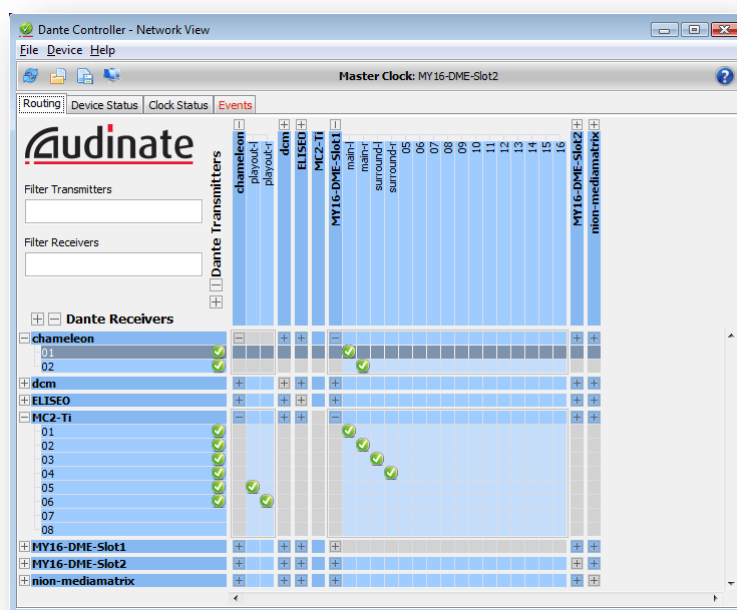 Dante Controller - Network View
File Device Help
Master Clock: MY16-DME-Slot2
?
Routing Device Status Clock Status Events
Audinate
Filter Transmitters
Filter Receivers
Dante Transmitters
Dante Receivers
chameleon
playout-l
playout-r
dcm
ELISEO
MC2-Ti
MY16-DME-Slot1
main-l
main-r
surround-l
surround-r
05
06
07
08
09
10
11
12
13
14
15
16
MY16-DME-Slot2
nion-mediamatrix
chameleon
01
02
dcm
ELISEO
MC2-Ti
01
02
03
04
05
06
07
08
MY16-DME-Slot1
MY16-DME-Slot2
nion-mediamatrix